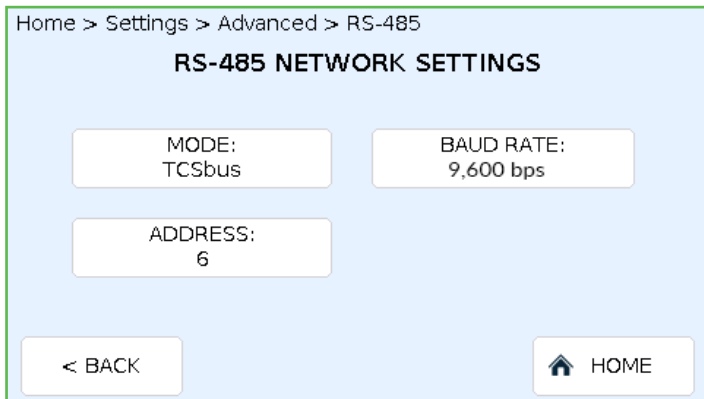 Home > Settings > Advanced > RS-485
RS-485 NETWORK SETTINGS
MODE:
TCSbus
BAUD RATE:
9,600 bps
ADDRESS:
6
< BACK
HOME